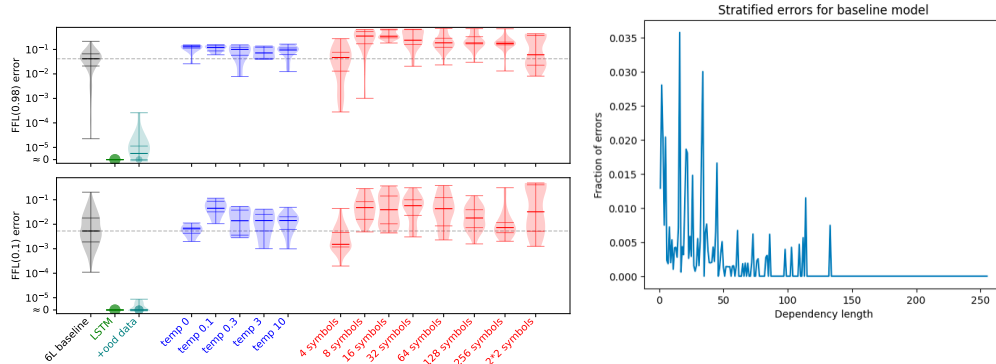 FFL(0.98) error
10⁻¹
10⁻²
10⁻³
10⁻⁴
10⁻⁵
≈ 0
FFL(0.1) error
10⁻¹
10⁻²
10⁻³
10⁻⁴
10⁻⁵
≈ 0
6L baseline
LSTM
+ood data
temp 0
temp 0.1
temp 0.3
temp 3
temp 10
4 symbols
8 symbols
16 symbols
32 symbols
64 symbols
128 symbols
256 symbols
2*2 symbols
Stratified errors for baseline model
Fraction of errors
0.035
0.030
0.025
0.020
0.015
0.010
0.005
0.000
0 50 100 150 200 250
Dependency length